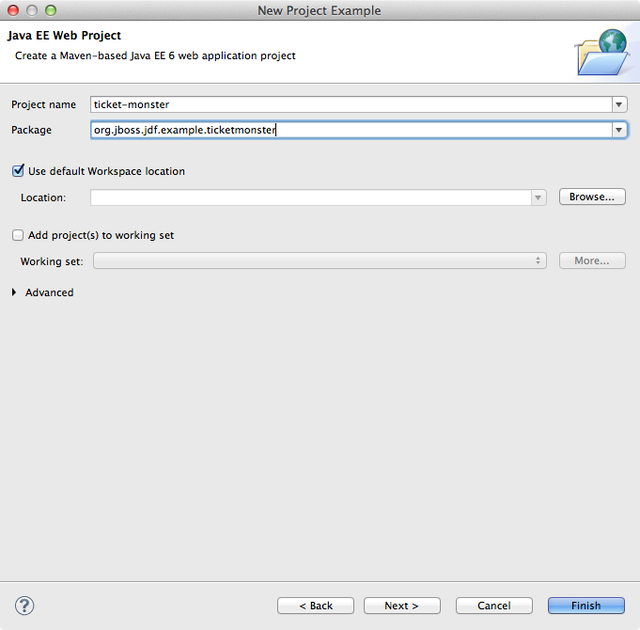 New Project Example
Java EE Web Project
Create a Maven-based Java EE 6 web application project
Project name ticket-monster
Package org.jboss.jdf.example.ticketmonster
Use default Workspace location
Location: Browse...
Add project(s) to working set
Working set: More...
Advanced
? < Back Next > Cancel Finish